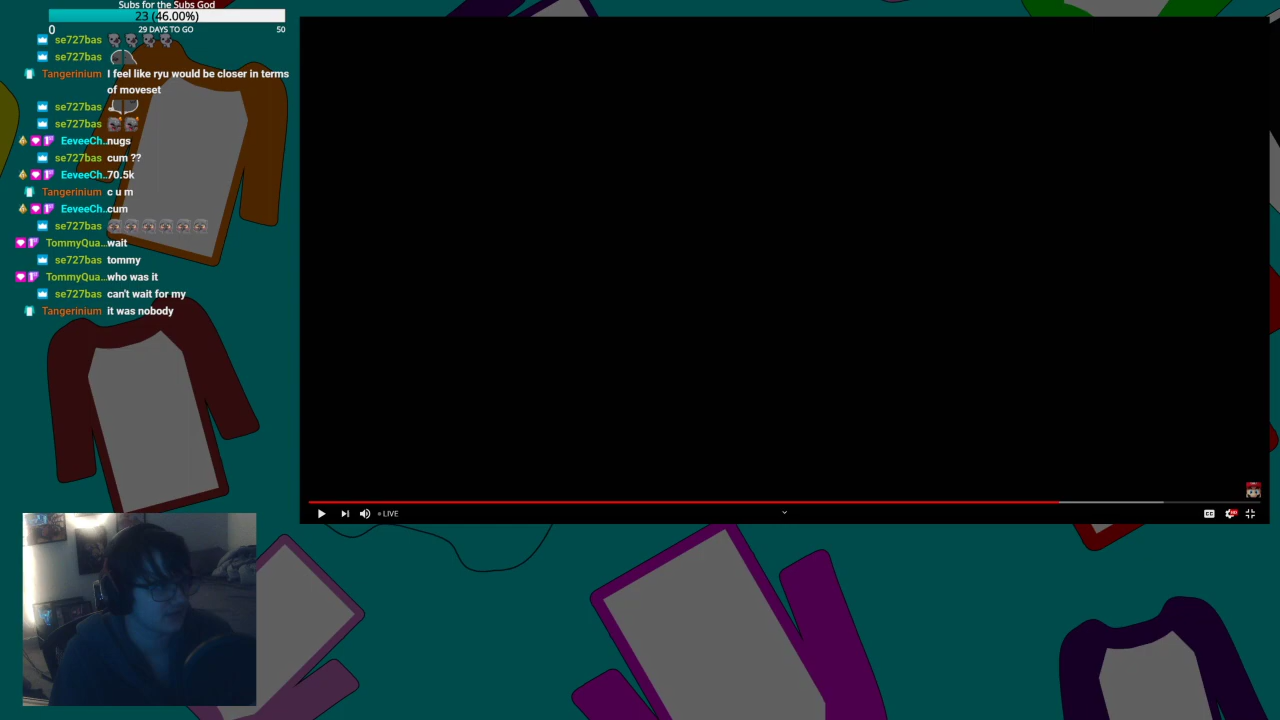 Subs for the Subs God
23 (46.00%)
0 29 DAYS TO GO 50
se727bas
se727bas
Tangerinium I feel like ryu would be closer in terms
of moveset
se727bas
se727bas
EeveeCh.. nugs
se727bas cum ??
EeveeCh.. 70.5k
Tangerinium c u m
EeveeCh.. cum
se727bas
TommyQua... wait
se727bas tommy
TommyQua... who was it
se727bas can't wait for my
Tangerinium it was nobody
LIVE
CC
HD